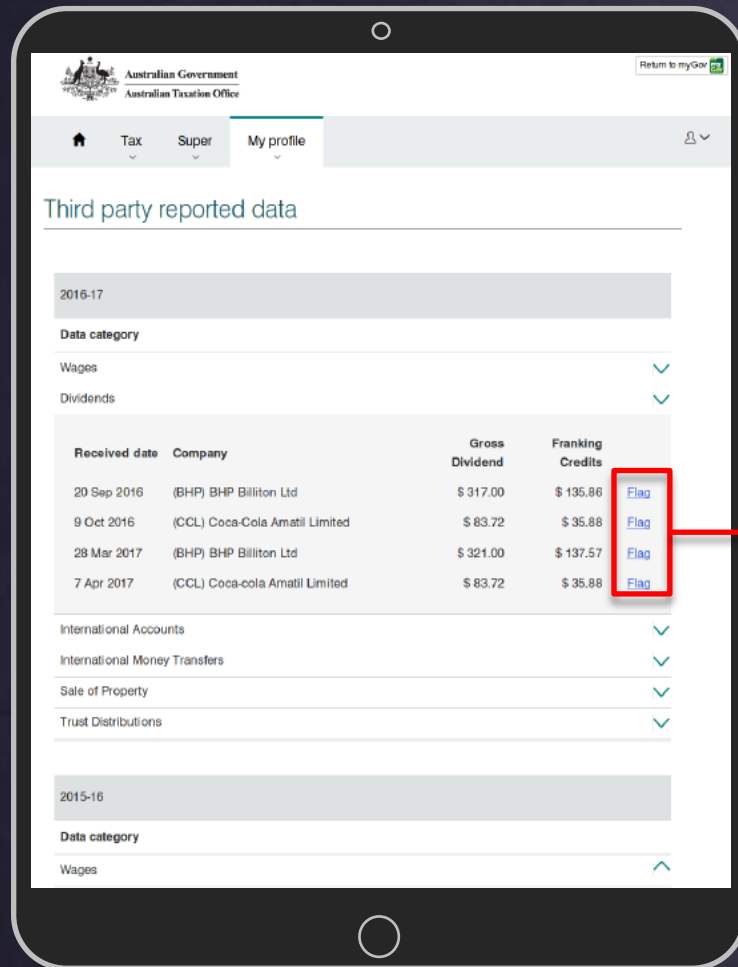 Australian Government
Australian Taxation Office
Return to myGov
Tax
Super
My profile
Third party reported data
2016-17
Data category
Wages
Dividends
Received date Company Gross Dividend Franking Credits
20 Sep 2016 (BHP) BHP Billiton Ltd $ 317.00 $ 135.86 Flag
9 Oct 2016 (CCL) Coca-Cola Amatil Limited $ 83.72 $ 35.88 Flag
28 Mar 2017 (BHP) BHP Billiton Ltd $ 321.00 $ 137.57 Flag
7 Apr 2017 (CCL) Coca-cola Amatil Limited $ 83.72 $ 35.88 Flag
International Accounts
International Money Transfers
Sale of Property
Trust Distributions
2015-16
Data category
Wages